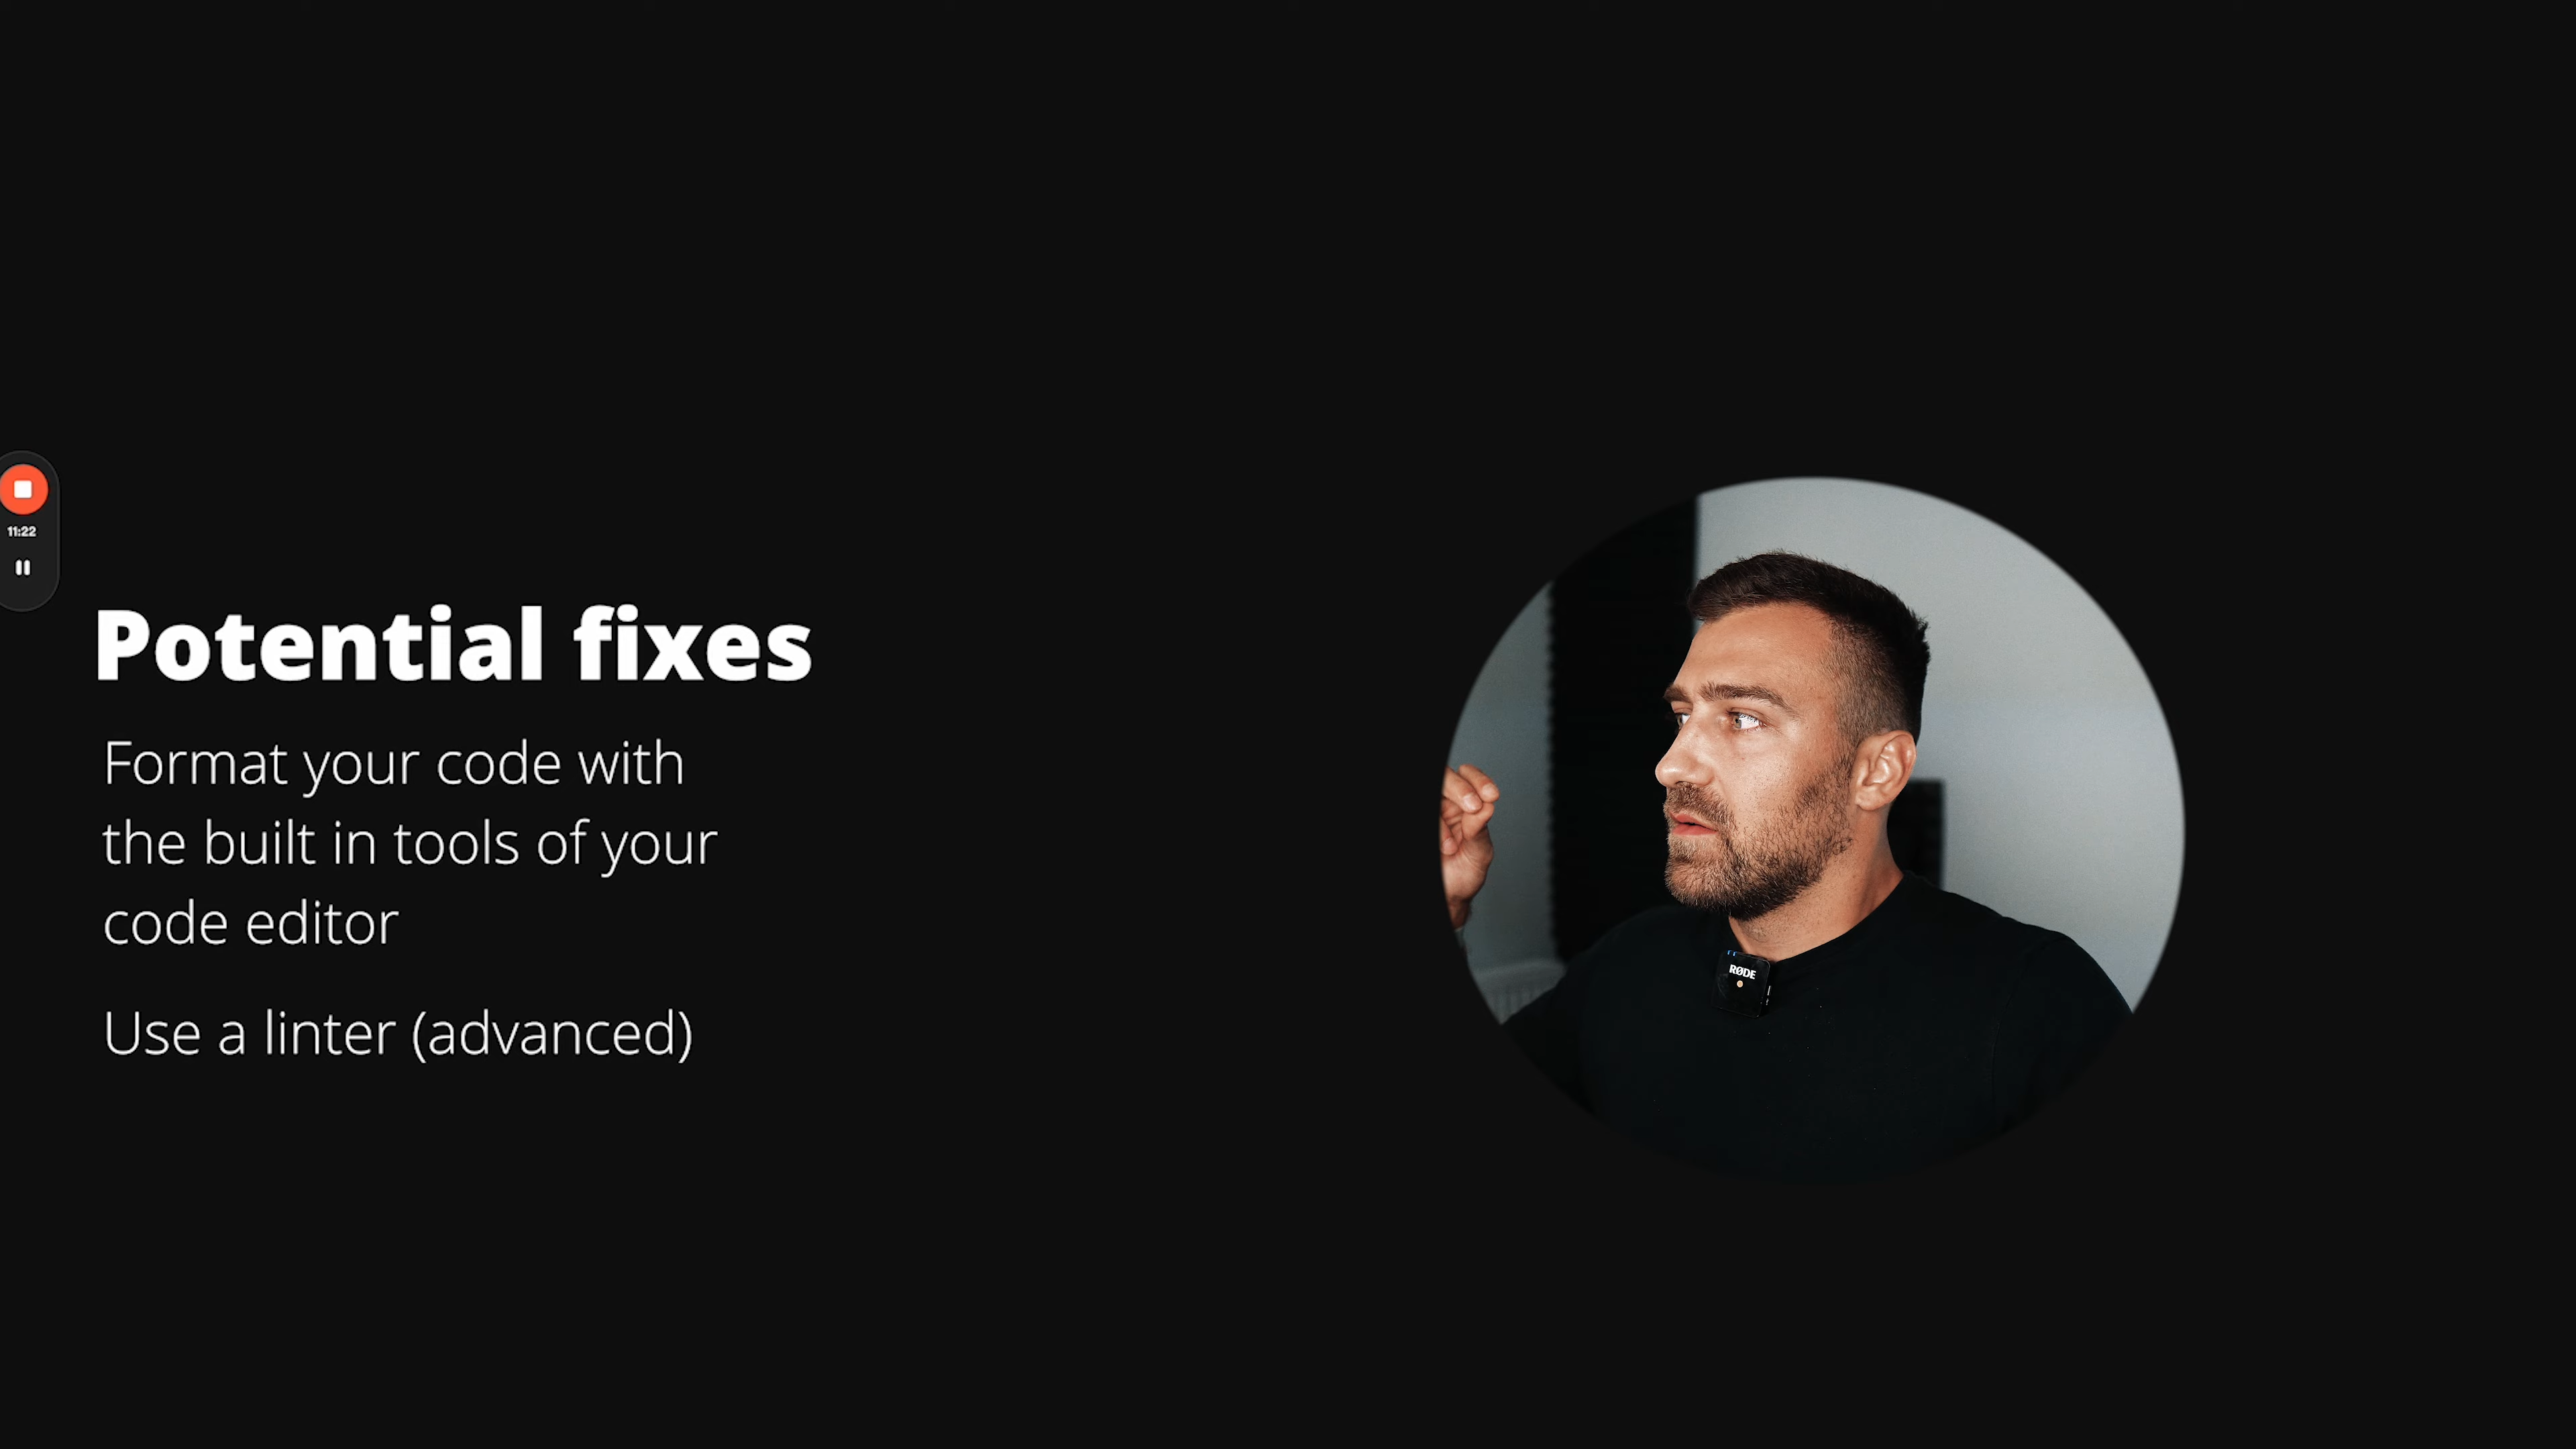 11:22
Potential fixes
Format your code with
the built in tools of your
code editor
Use a linter (advanced)
RØDE